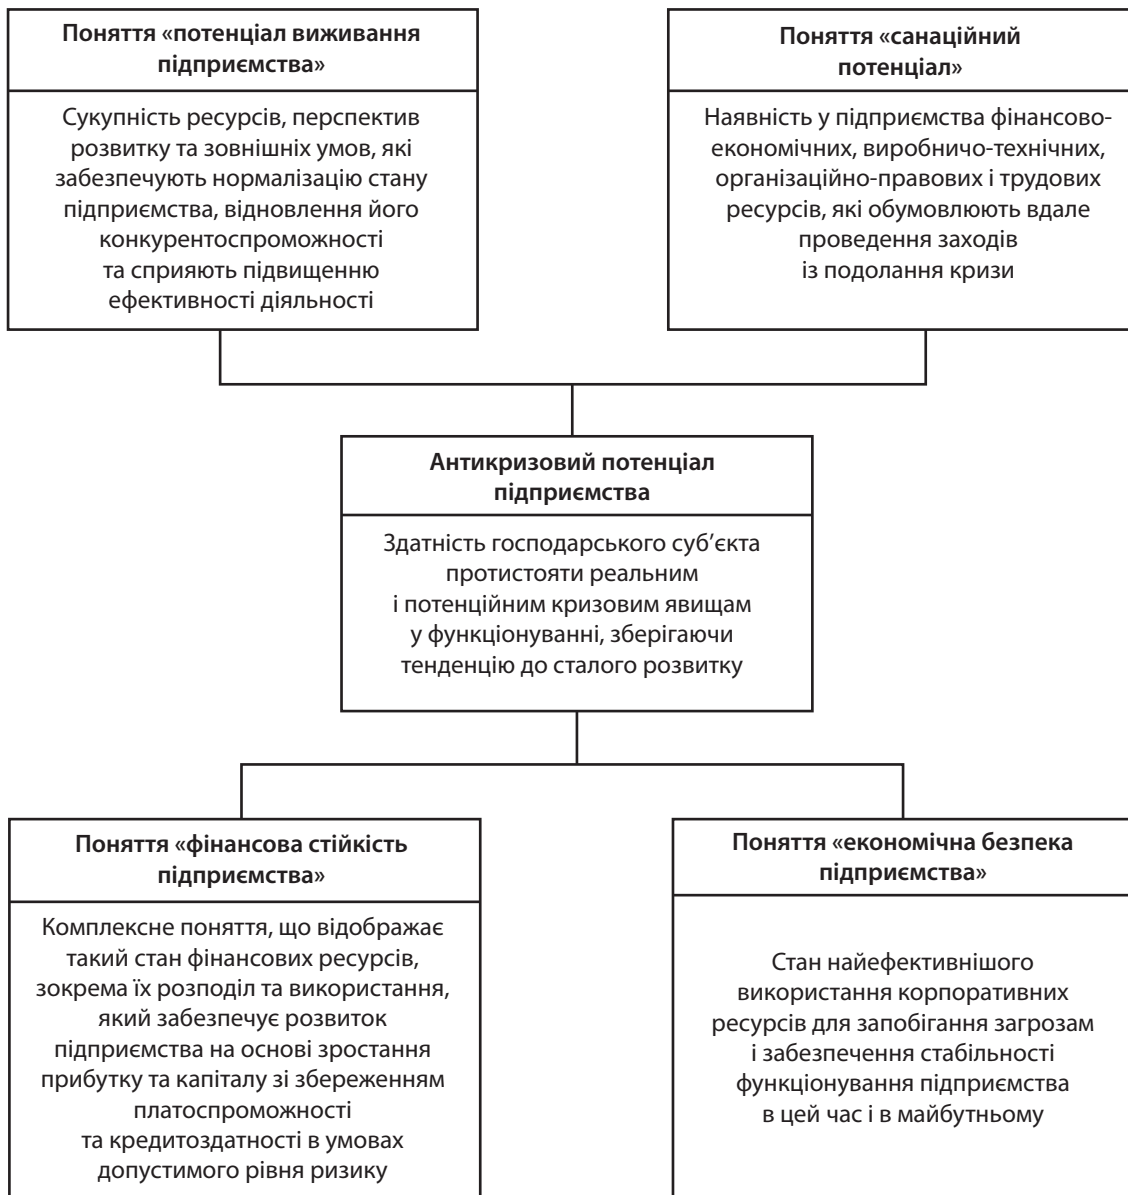 Поняття «потенціал виживання
підприємства»
Сукупність ресурсів, перспектив
розвитку та зовнішніх умов, які
забезпечують нормалізацію стану
підприємства, відновлення його
конкурентоспроможності
та сприяють підвищенню
ефективності діяльності
Поняття «санаційний
потенціал»
Наявність у підприємства фінансово-
економічних, виробничо-технічних,
організаційно-правових і трудових
ресурсів, які обумовлюють вдале
проведення заходів
із подолання кризи
Антикризовий потенціал
підприємства
Здатність господарського суб’єкта
протистояти реальним
і потенційним кризовим явищам
у функціонуванні, зберігаючи
тенденцію до сталого розвитку
Поняття «фінансова стійкість
підприємства»
Комплексне поняття, що відображає
такий стан фінансових ресурсів,
зокрема їх розподіл та використання,
який забезпечує розвиток
підприємства на основі зростання
прибутку та капіталу зі збереженням
платоспроможності
та кредитоздатності в умовах
допустимого рівня ризику
Поняття «економічна безпека
підприємства»
Стан найефективнішого
використання корпоративних
ресурсів для запобігання загрозам
і забезпечення стабільності
функціонування підприємства
в цей час і в майбутньому